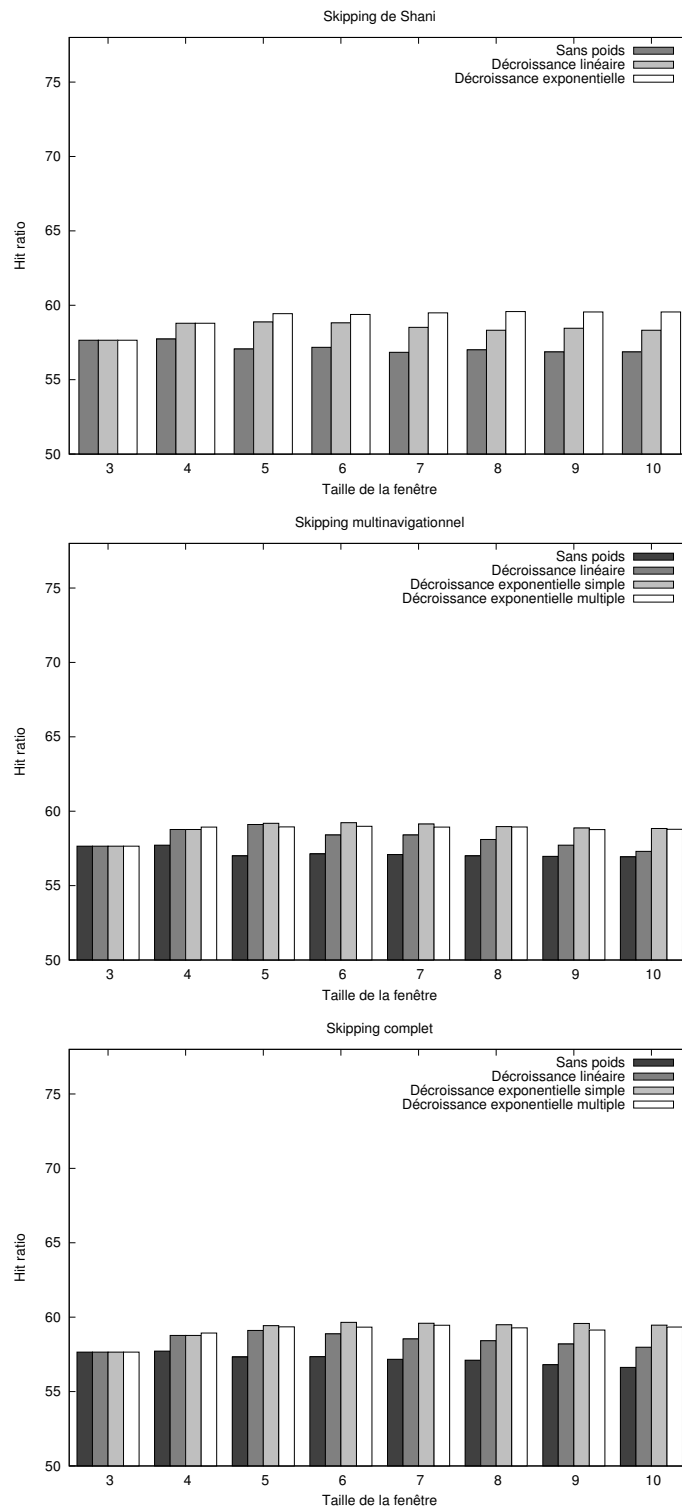 Skipping de Shani
Sans poids
Décroissance linéaire
Décroissance exponentielle
75
70
65
60
55
50
Hit ratio
3 4 5 6 7 8 9 10
Taille de la fenêtre
Skipping multinavigationnel
Sans poids
Décroissance linéaire
Décroissance exponentielle simple
Décroissance exponentielle multiple
75
70
65
60
55
50
Hit ratio
3 4 5 6 7 8 9 10
Taille de la fenêtre
Skipping complet
Sans poids
Décroissance linéaire
Décroissance exponentielle simple
Décroissance exponentielle multiple
75
70
65
60
55
50
Hit ratio
3 4 5 6 7 8 9 10
Taille de la fenêtre